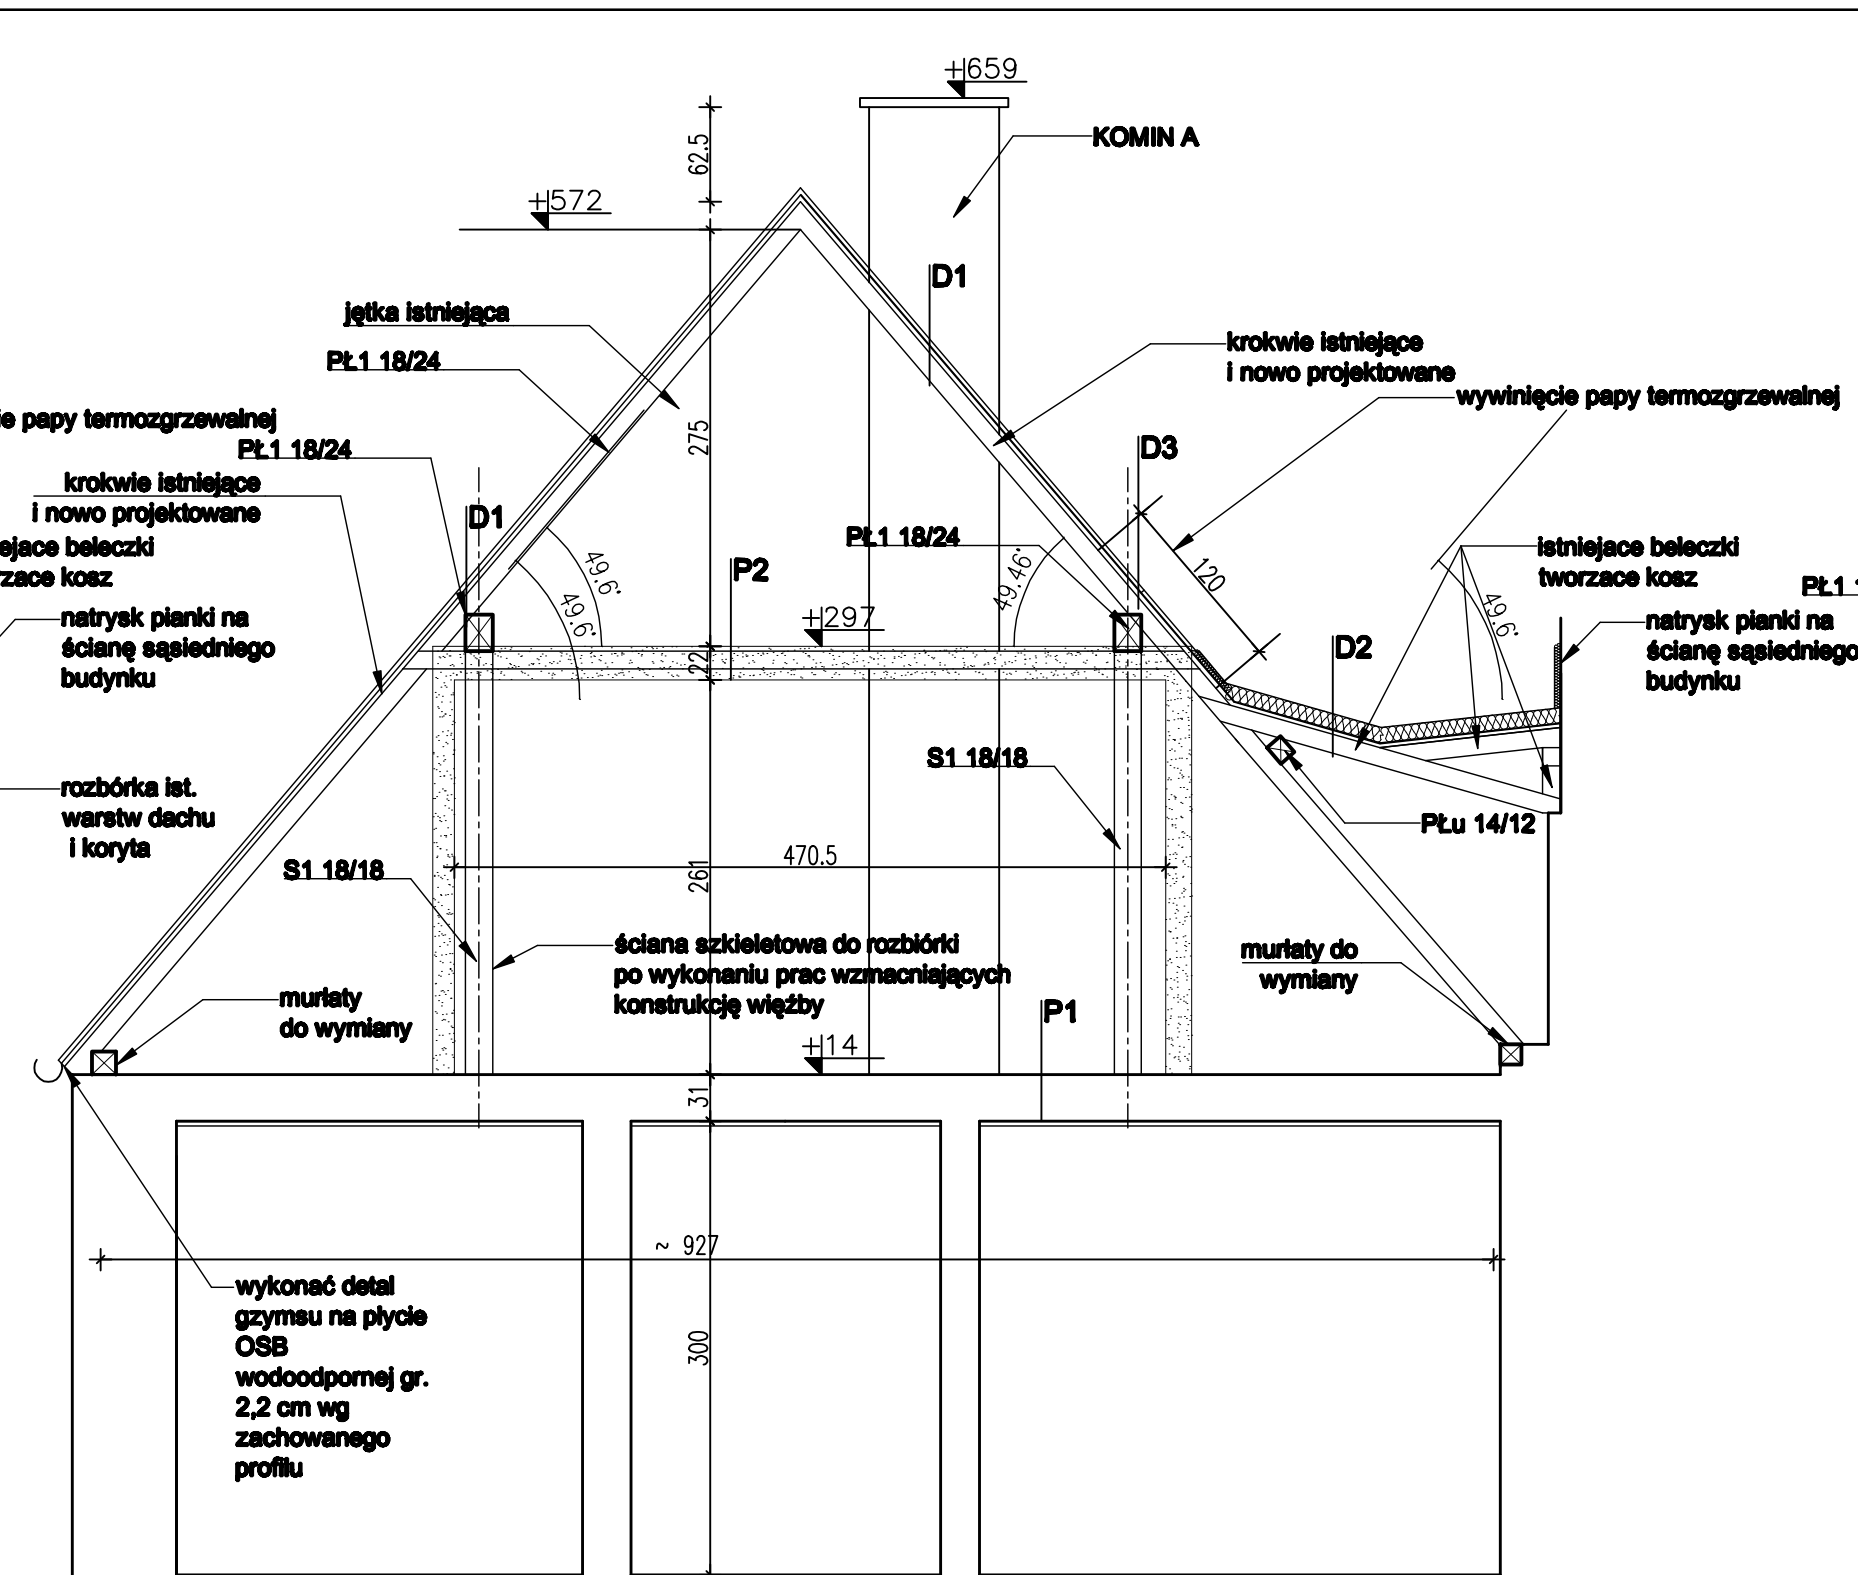 +659
KOMIN A
62.5
+572
D1
jętka istniejąca
PŁ1 18/24
krokwie istniejące
i nowo projektowane
wywinięcie papy termozgrzewalnej
papy termozgrzewalnej
PŁ1 18/24
275
D3
krokwie istniejące
i nowo projektowane
D1
PŁ1 18/24
beleczki
kosz
49.6°
49.6°
P2
49.46°
120
istniejace beleczki
tworzace kosz
PŁ1
natrysk pianki na
ścianę sąsiedniego
budynku
+297
22
D2
49.6°
natrysk pianki na
ścianę sąsiedniego
budynku
rozbórka ist.
warstw dachu
i koryta
S1 18/18
PŁu 14/12
S1 18/18
261
470.5
ściana szkieletowa do rozbiórki
po wykonaniu prac wzmacniających
konstrukcję więźby
murłaty do
wymiany
murłaty
do wymiany
P1
+14
31
~ 927
wykonać detal
gzymsu na płycie
OSB
wodoodpornej gr.
2,2 cm wg
zachowanego
profilu
300